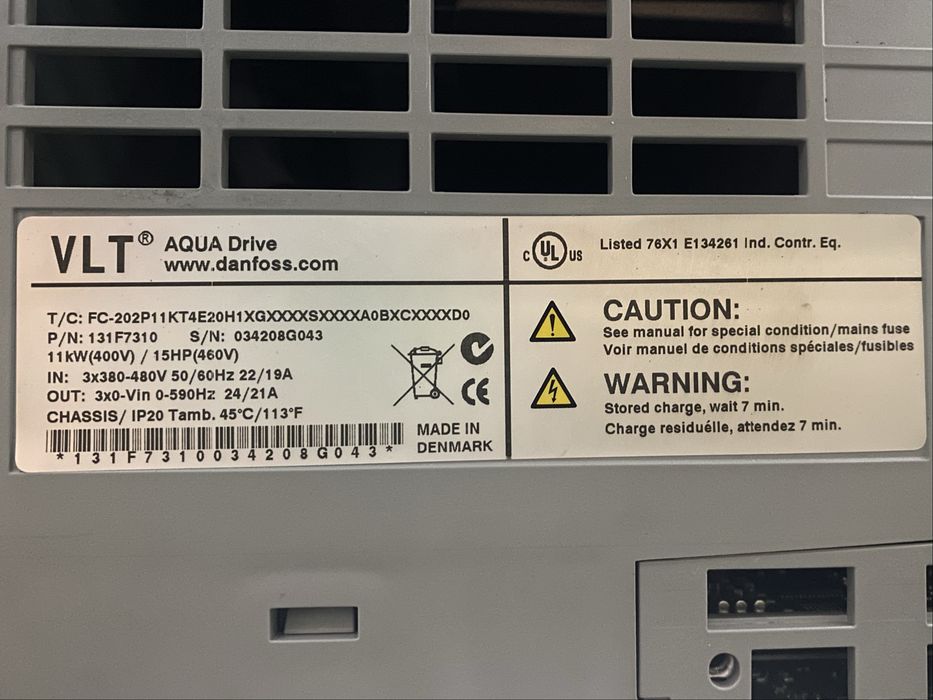 VLT® AQUA Drive
www.danfoss.com
T/C: FC-202P11KT4E20H1XGXXXXSXXXXA0BXCXXXXD0
P/N: 131F7310 S/N: 034208G043
11kW(400V) / 15HP(460V)
IN: 3x380-480V 50/60Hz 22/19A
OUT: 3x0-Vin 0-590Hz 24/21A
CHASSIS/ IP20 Tamb. 45°C/113°F
*131F7310034208G043*
MADE IN
DENMARK
CE
C UL US Listed 76X1 E134261 Ind. Contr. Eq.
CAUTION:
See manual for special condition/mains fuse
Voir manuel de conditions spéciales/fusibles
WARNING:
Stored charge, wait 7 min.
Charge residuélle, attendez 7 min.